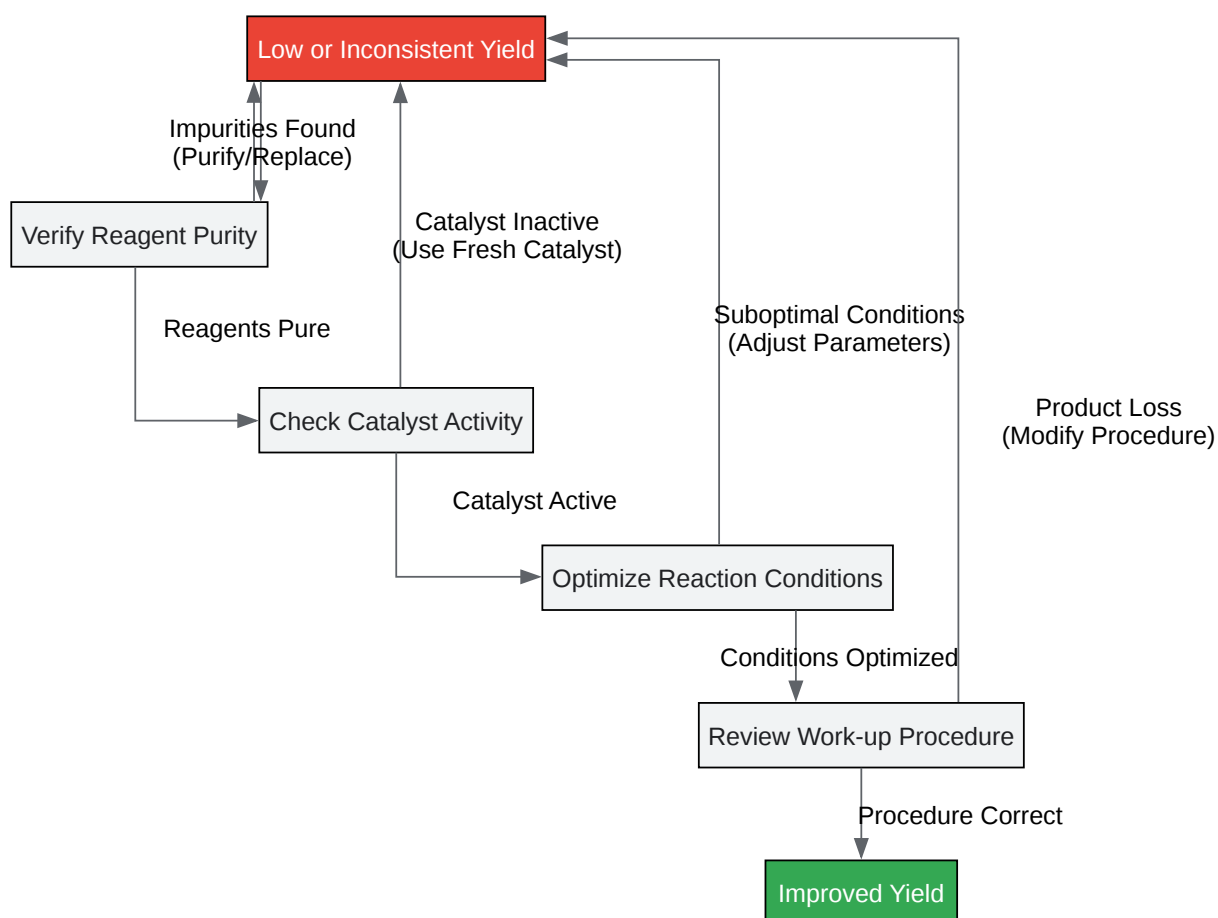 Low or Inconsistent Yield
Impurities Found
(Purify/Replace)
Verify Reagent Purity
Catalyst Inactive
(Use Fresh Catalyst)
Reagents Pure
Suboptimal Conditions
(Adjust Parameters)
Product Loss
(Modify Procedure)
Check Catalyst Activity
Catalyst Active
Optimize Reaction Conditions
Conditions Optimized
Review Work-up Procedure
Procedure Correct
Improved Yield